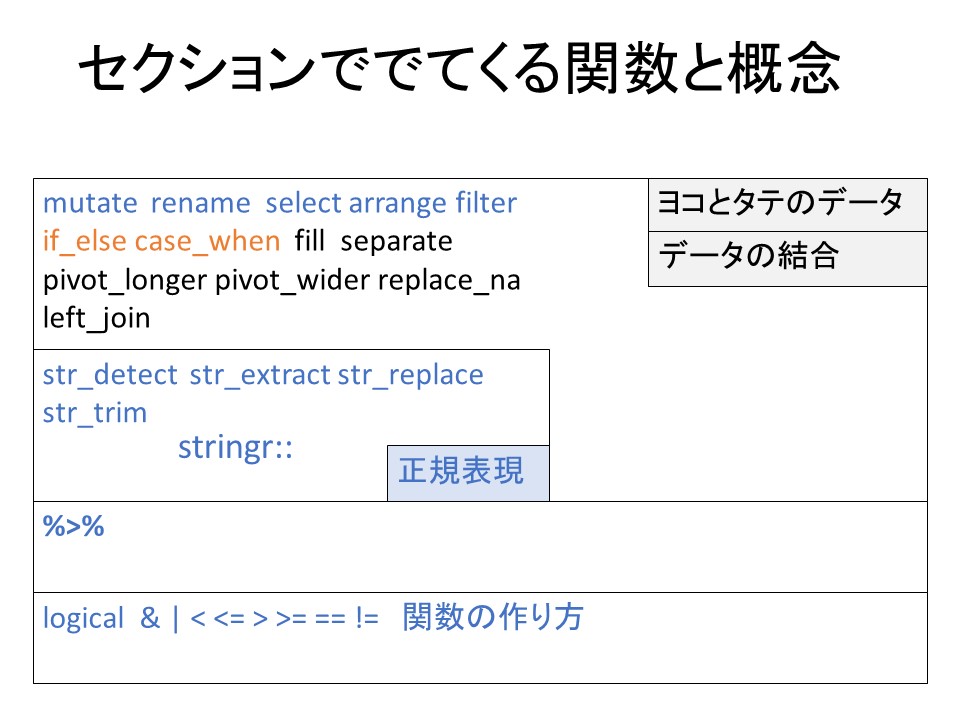 セクションででてくる関数と概念
mutate rename select arrange filter
if_else case_when fill separate
pivot_longer pivot_wider replace_na
left_join
ヨコとタテのデータ
データの結合
str_detect str_extract str_replace
str_trim
stringr::
正規表現
%>%
logical & | < <= > >= == != 関数の作り方